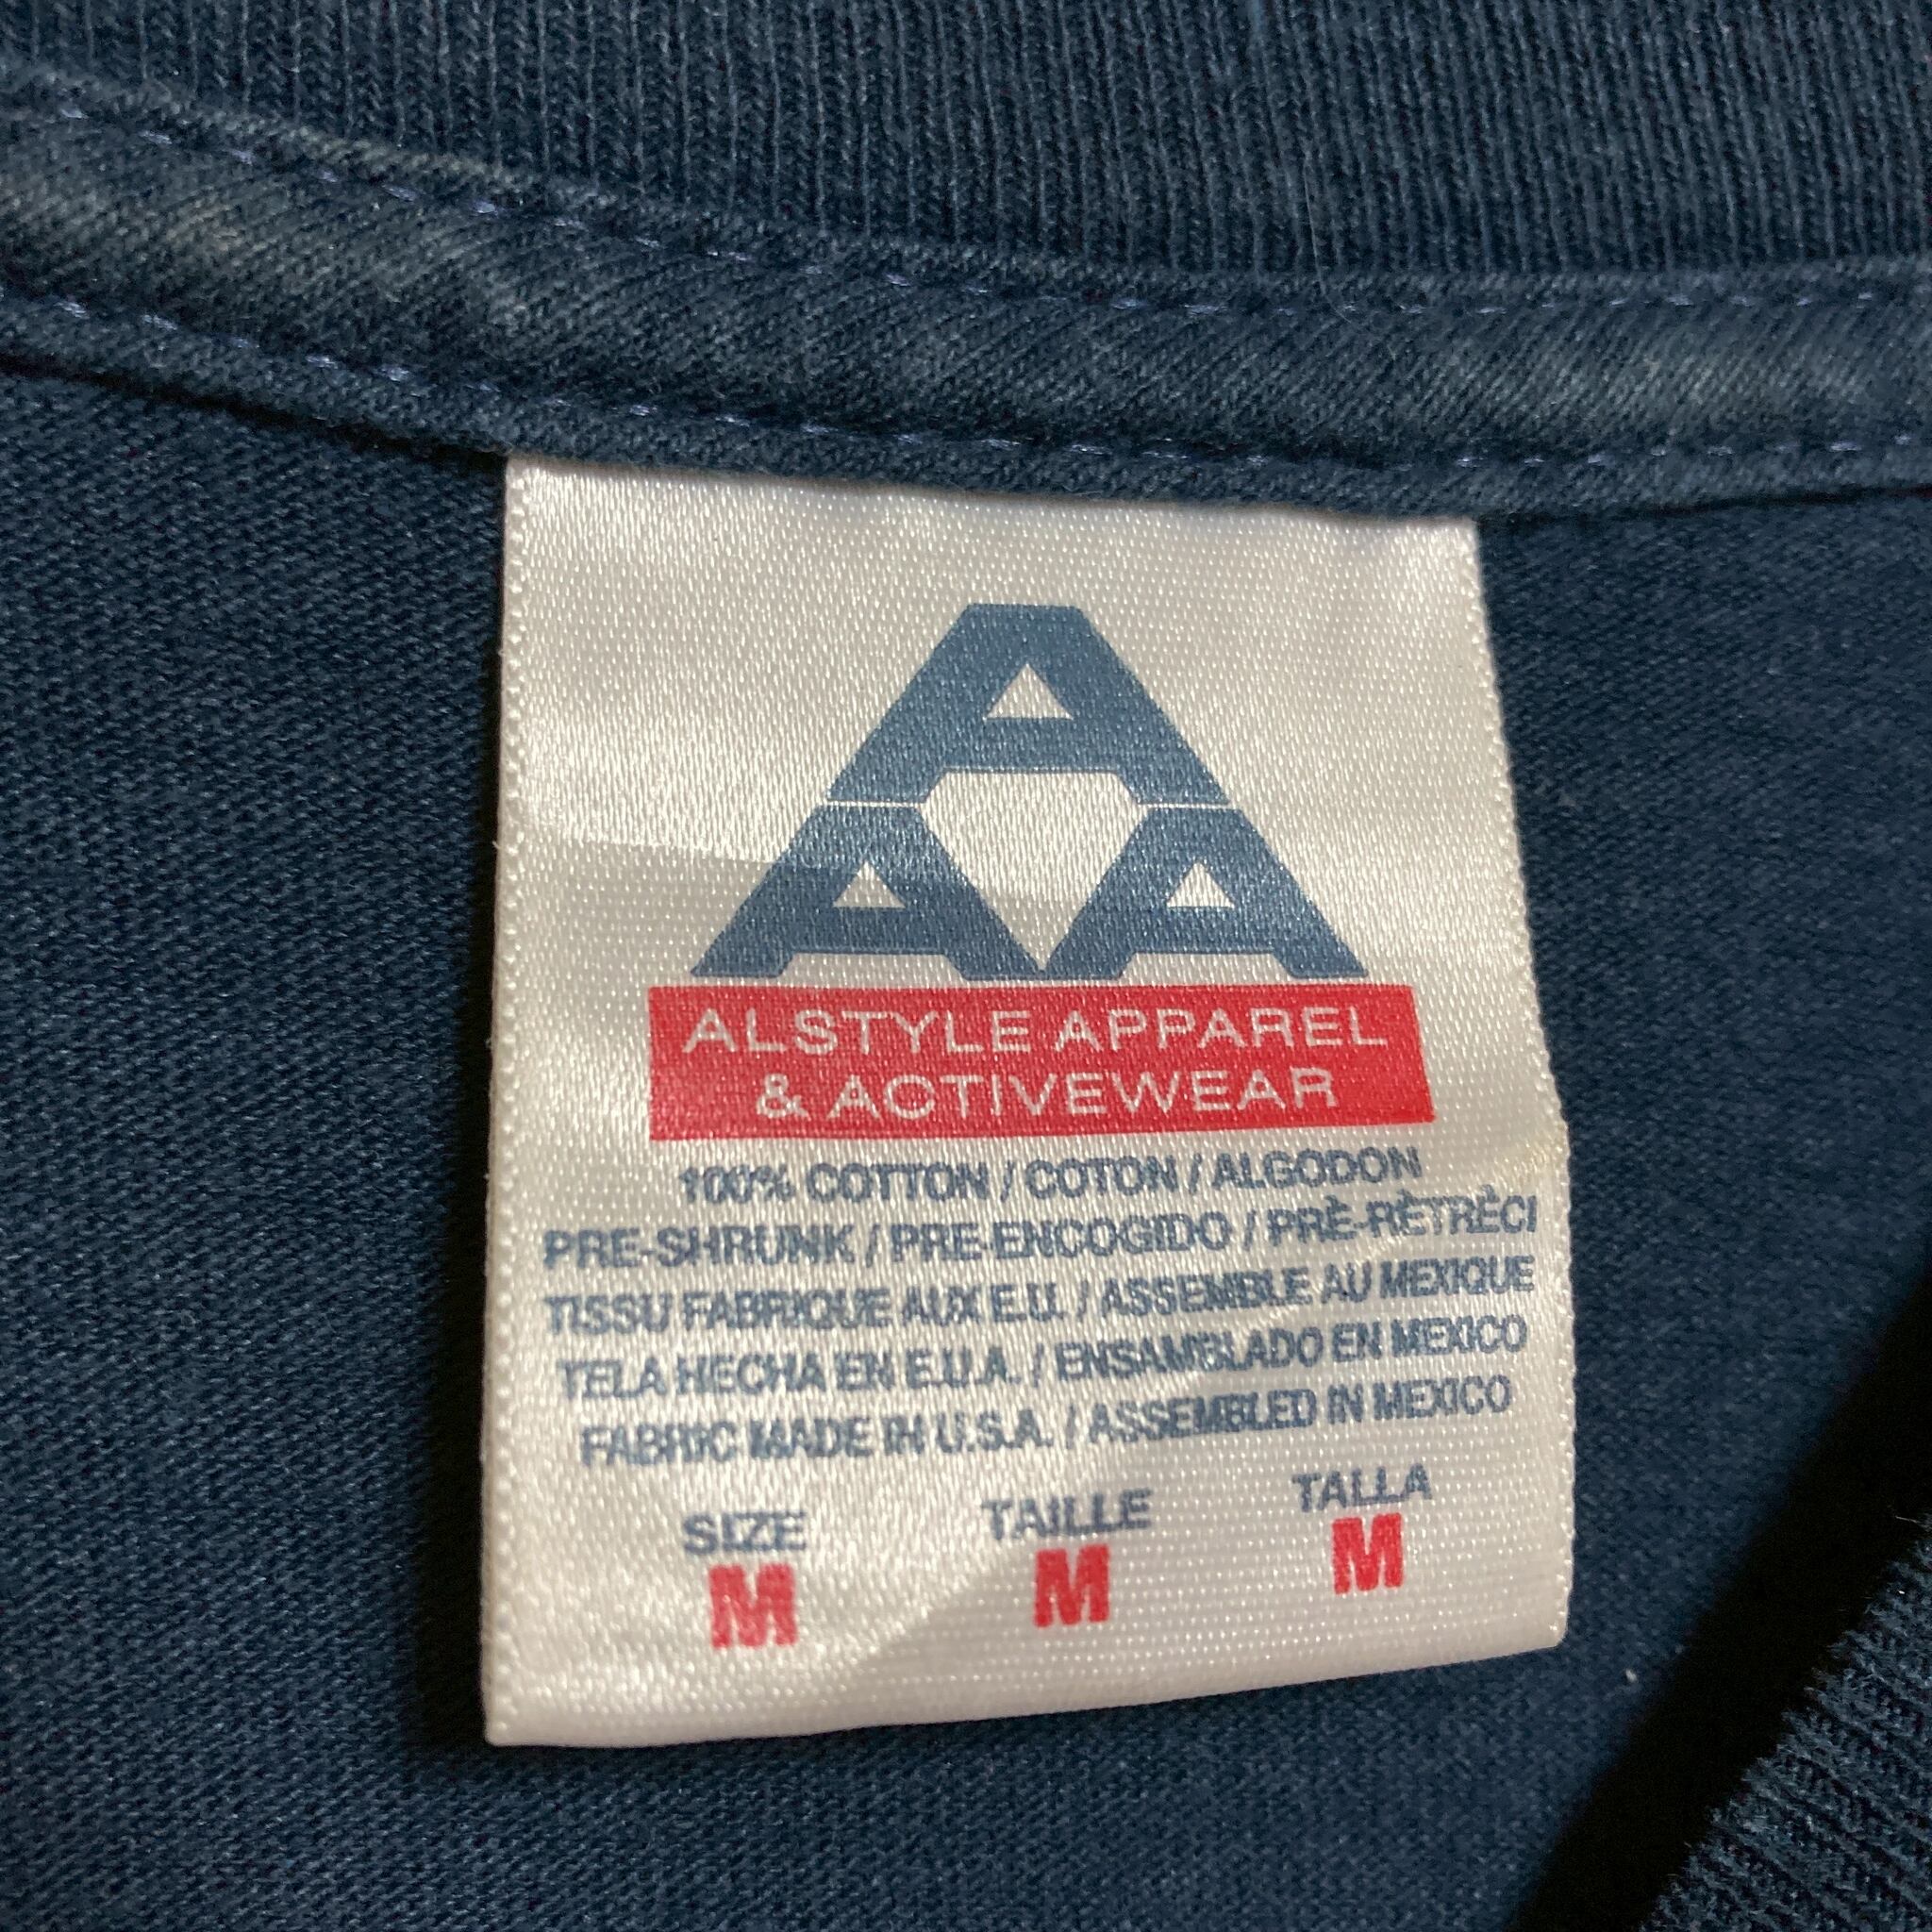 AAA
ALSTYLE APPAREL
& ACTIVEWEAR
100% COTTON / COTON / ALGODON
PRE-SHRUNK / PRE-ENCOGIDO / PRÈ-RÈTRÈCI
TISSU FABRIQUE AUX E.U. / ASSEMBLE AU MEXIQUE
TELA HECHA EN E.U.A. / ENSAMBLADO EN MEXICO
FABRIC MADE IN U.S.A. / ASSEMBLED IN MEXICO
SIZE TAILLE TALLA
M M M